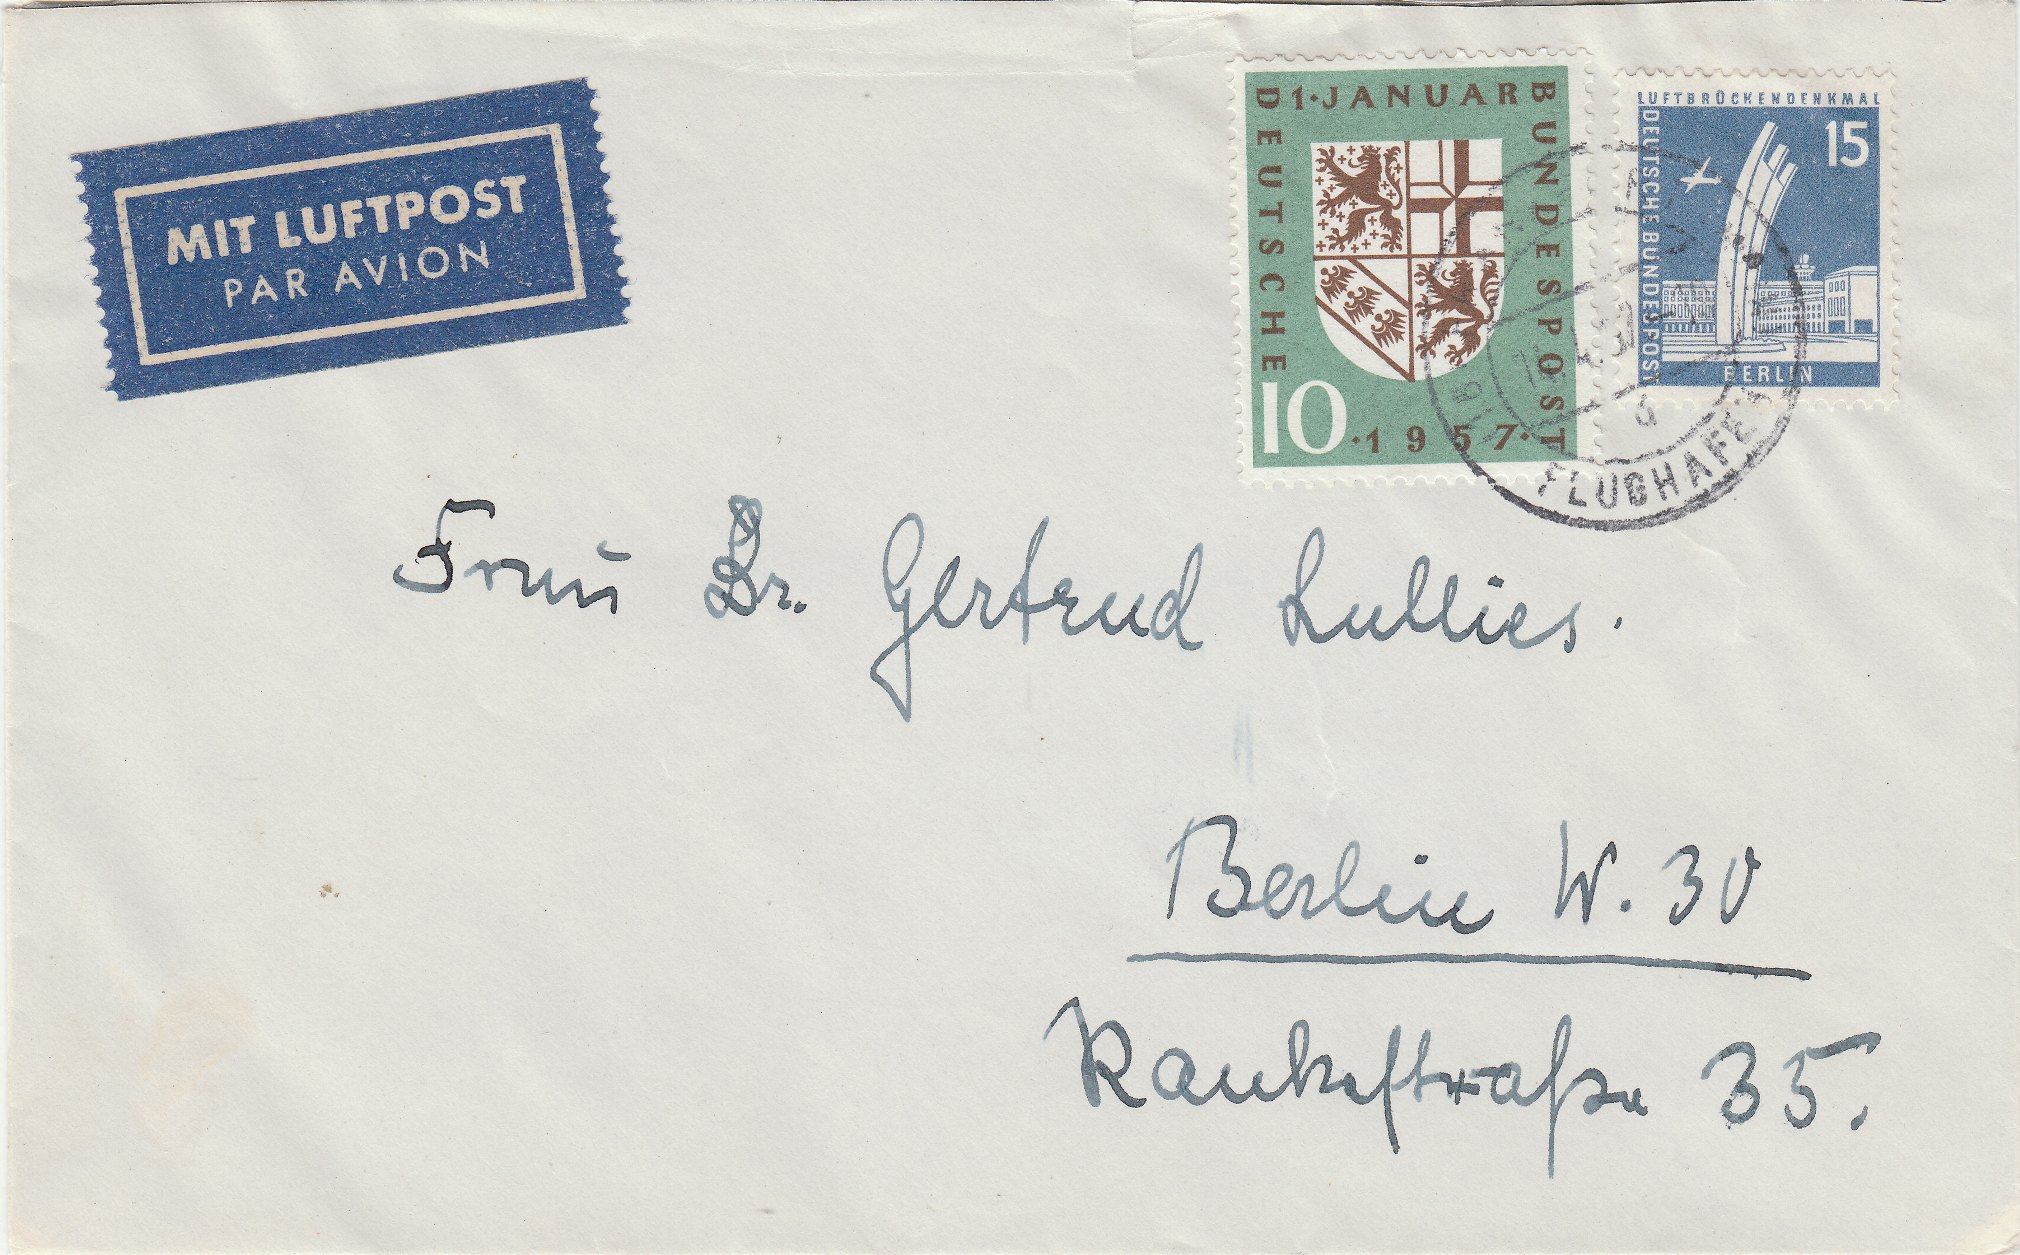 MIT LUFTPOST
PAR AVION
1·JANUAR
DEUTSCHE
BUNDESPOST
10
·1957·
LUFTBRÜCKENDENKMAL
15
DEUTSCHE BUNDESPOST
BERLIN
FLUGHAFEN
d
Frau Dr. Gertrud Lullies.
Berlin W. 30
Rankestraße 35.